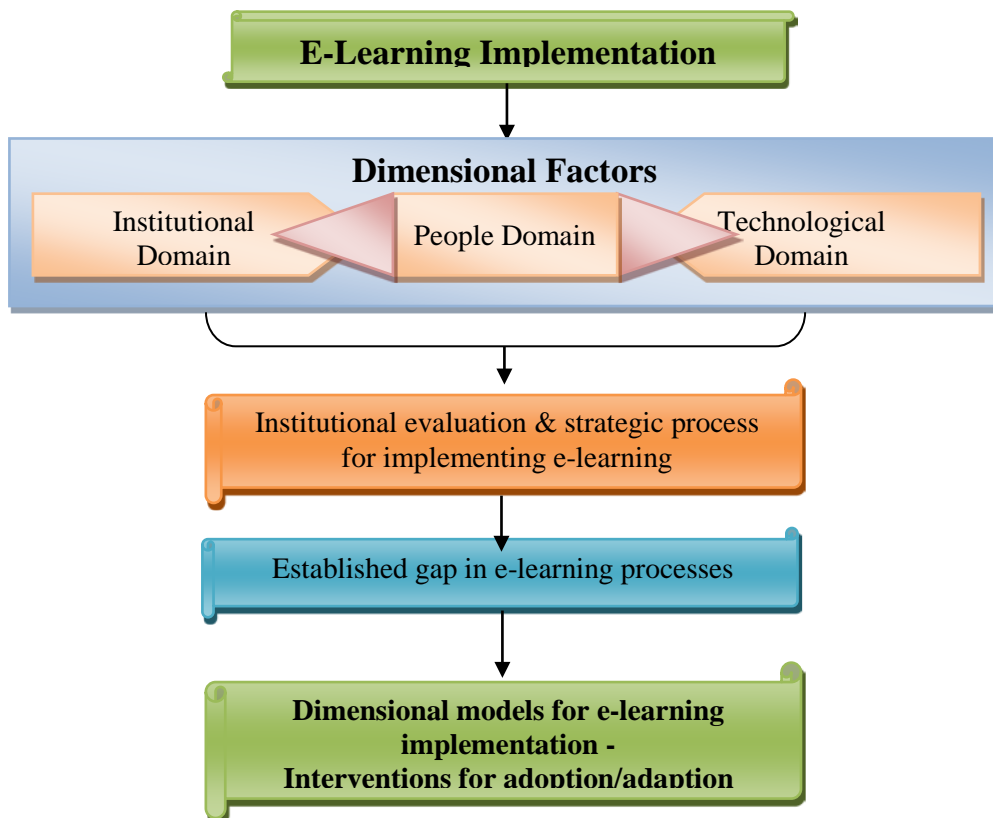 E-Learning Implementation
Dimensional Factors
Institutional
Domain
People Domain
Technological
Domain
Institutional evaluation & strategic process
for implementing e-learning
Established gap in e-learning processes
Dimensional models for e-learning
implementation -
Interventions for adoption/adaption